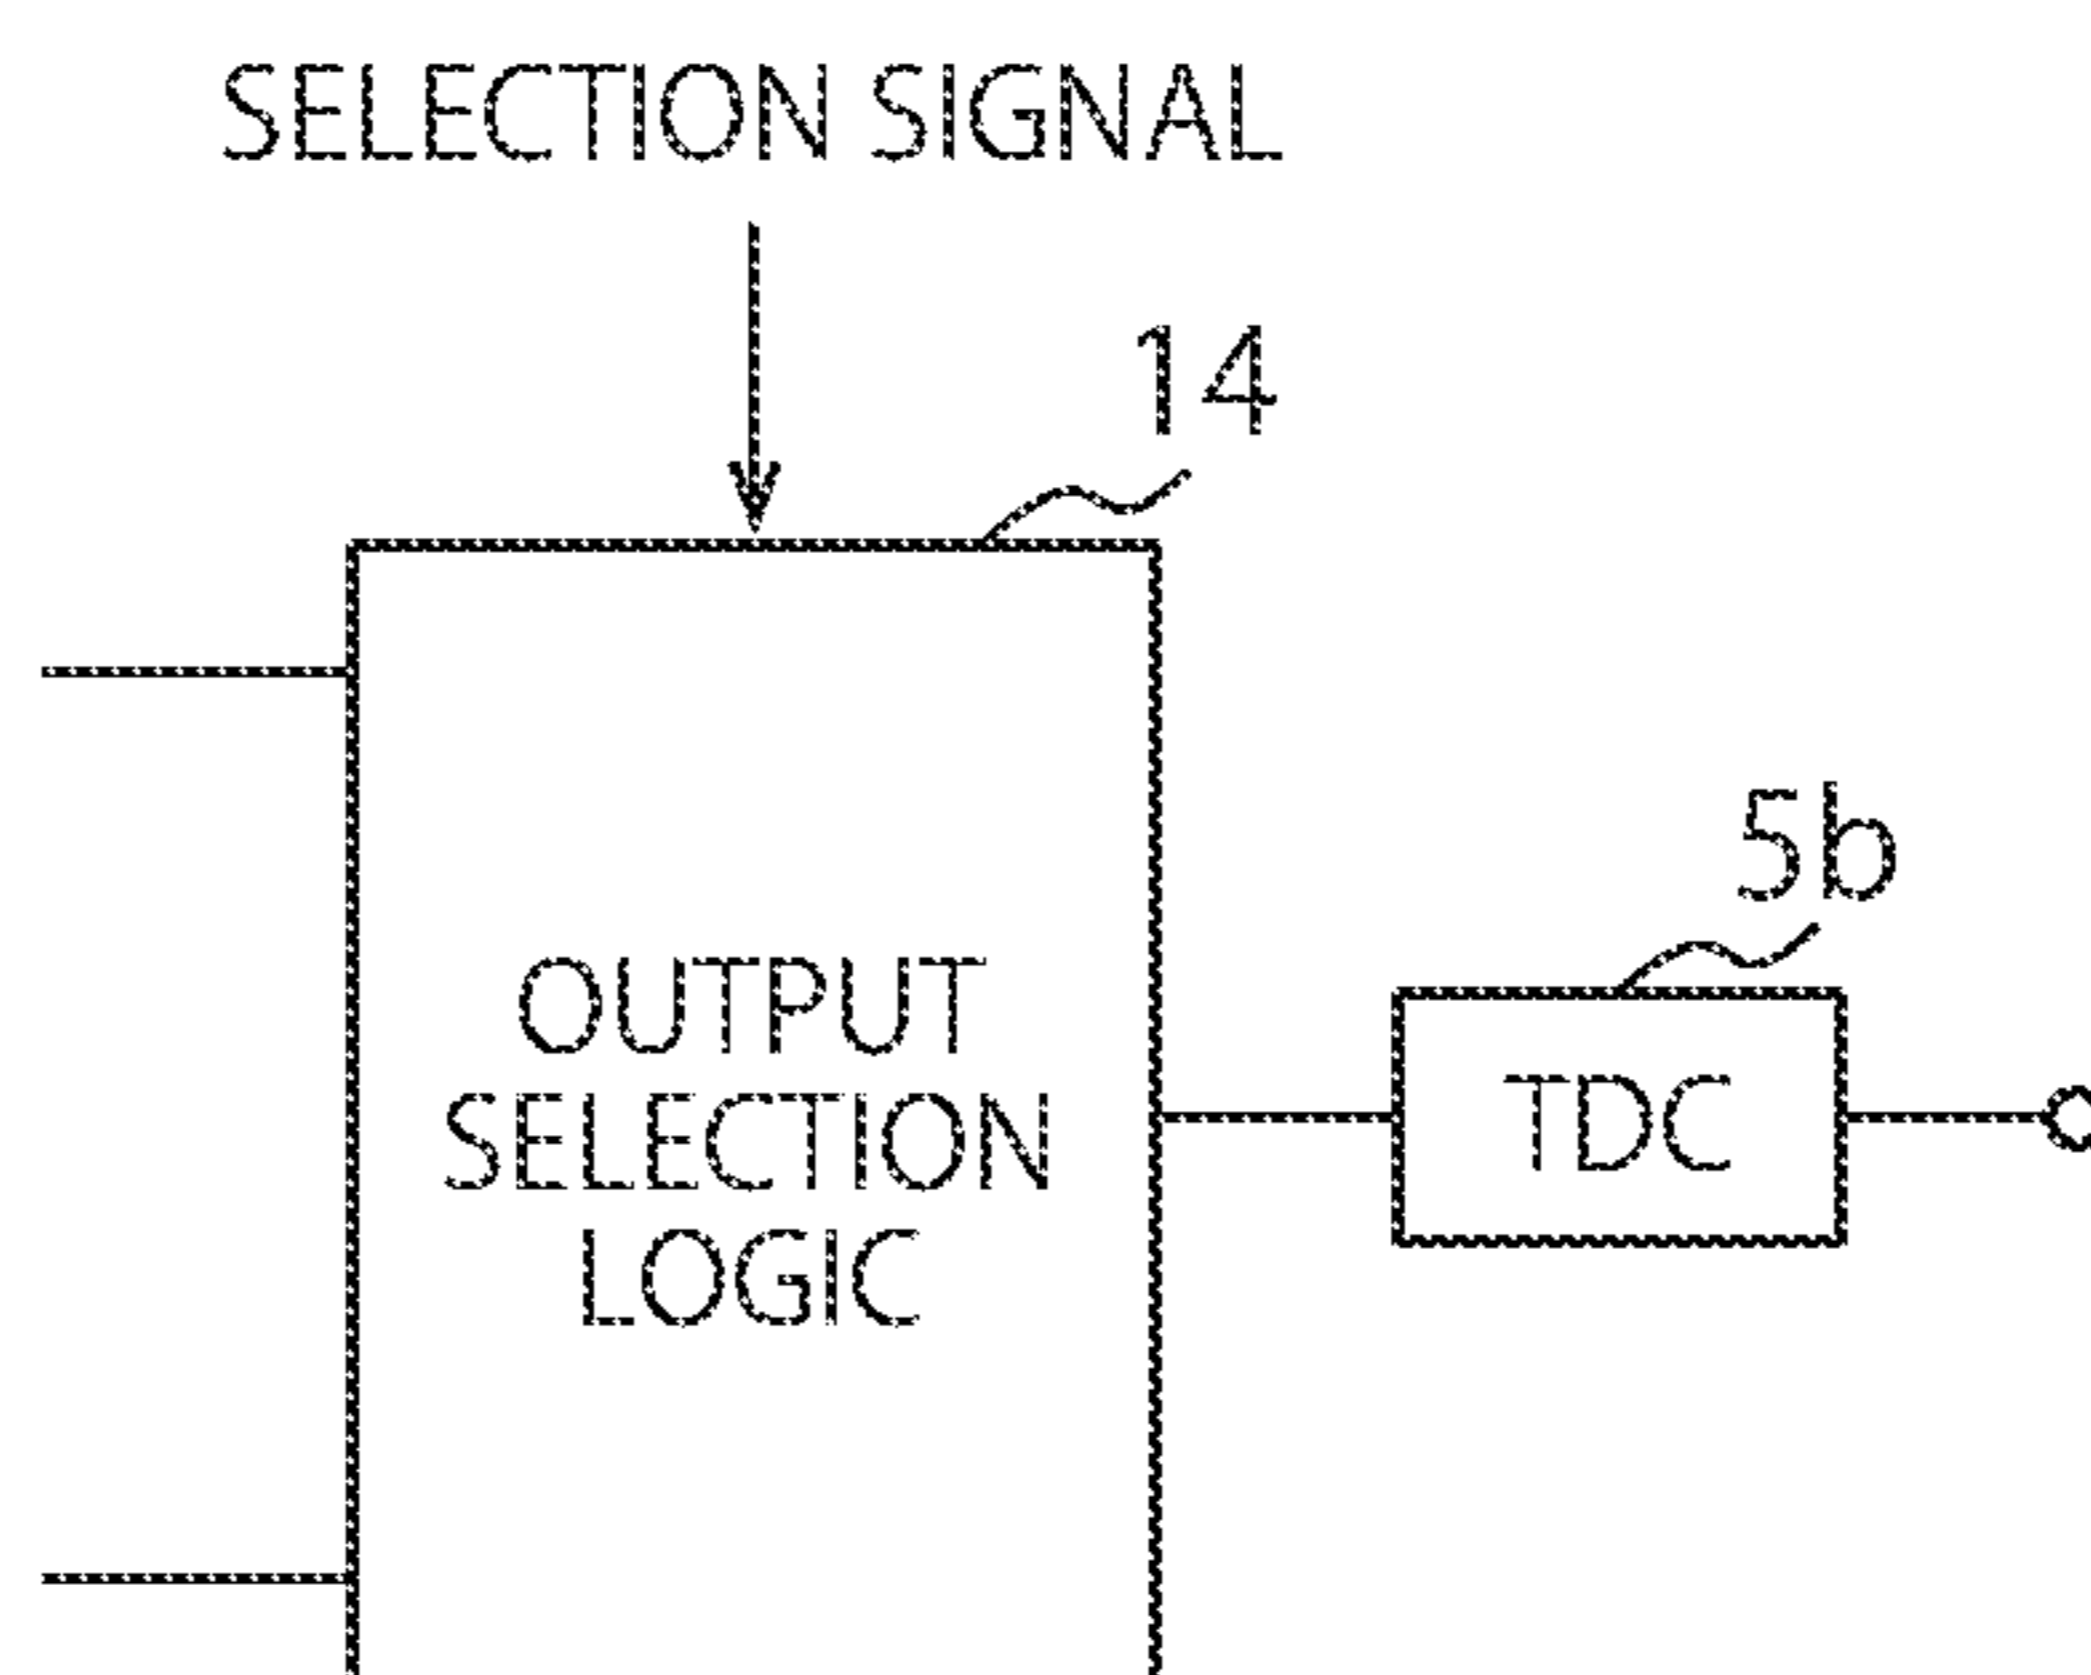 SELECTION SIGNAL
14
5b
OUTPUT
SELECTION
LOGIC
TDC